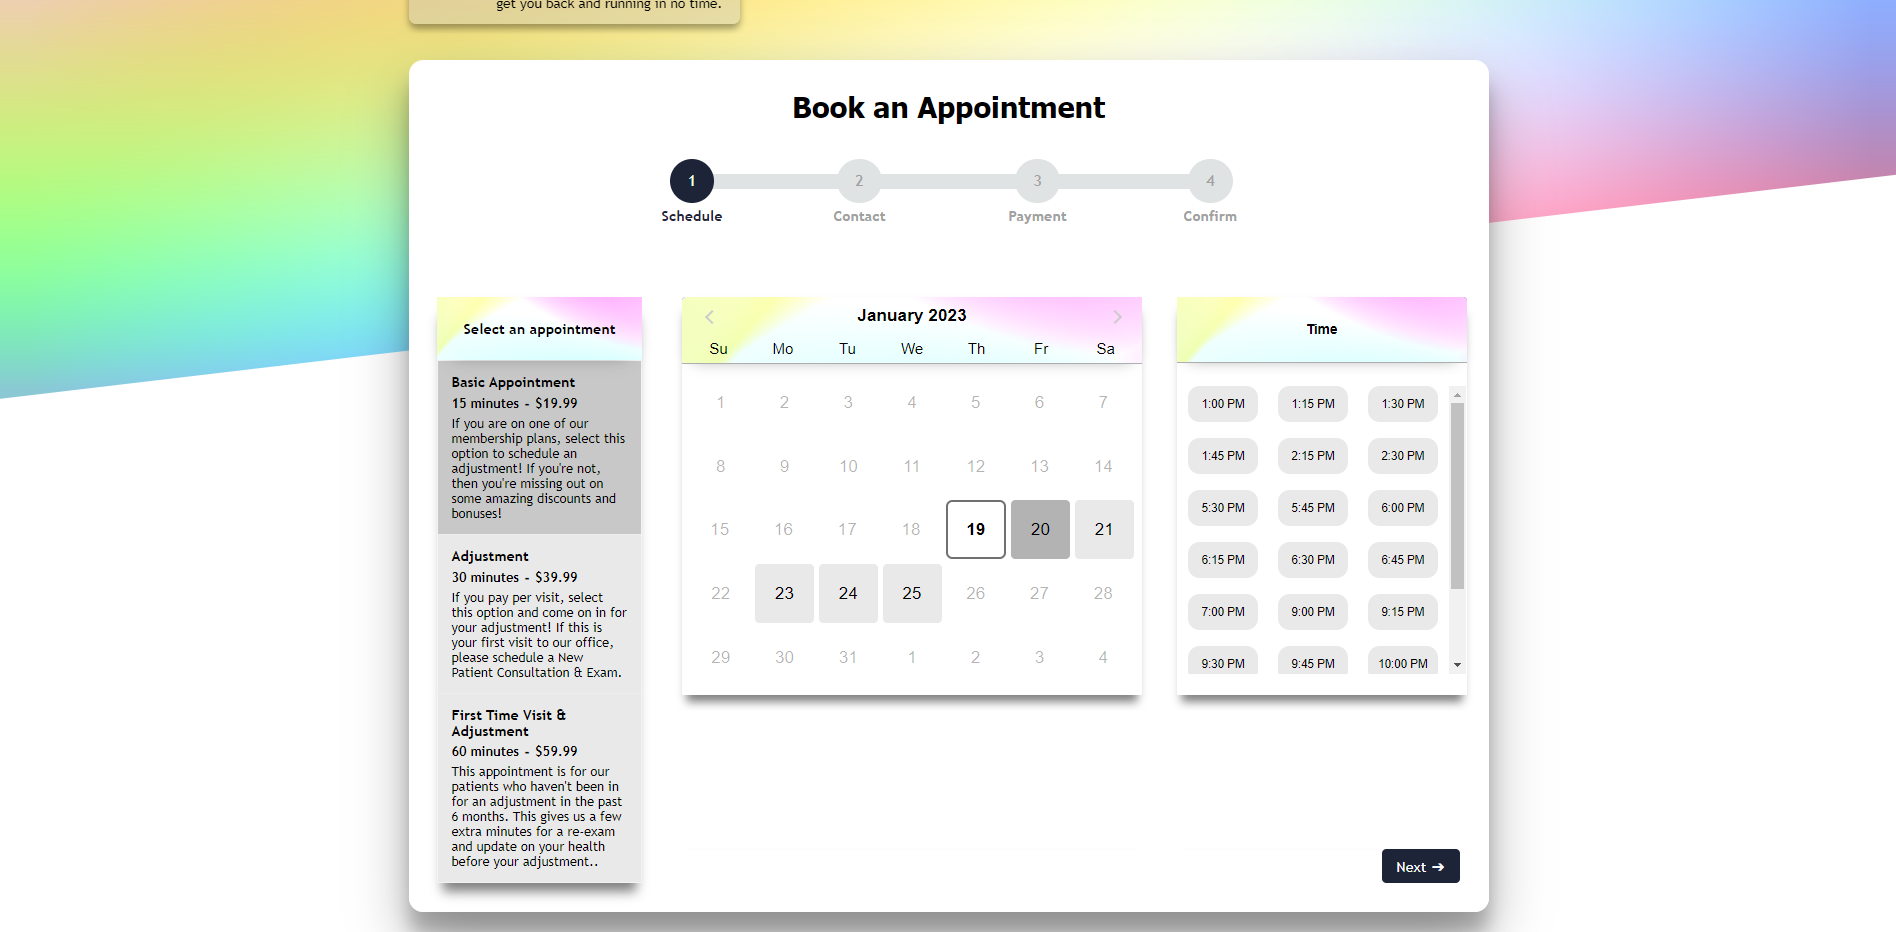 get you back and running in no time.
Book an Appointment
1
2
3
4
Schedule
Contact
Payment
Confirm
Select an appointment
Basic Appointment
15 minutes - $19.99
If you are on one of our
membership plans, select this
option to schedule an
adjustment! If you're not,
then you're missing out on
some amazing discounts and
bonuses!
Adjustment
30 minutes - $39.99
If you pay per visit, select
this option and come on in for
your adjustment! If this is
your first visit to our office,
please schedule a New
Patient Consultation & Exam.
First Time Visit &
Adjustment
60 minutes - $59.99
This appointment is for our
patients who haven't been in
for an adjustment in the past
6 months. This gives us a few
extra minutes for a re-exam
and update on your health
before your adjustment..
January 2023
Su Mo Tu We Th Fr Sa
1 2 3 4 5 6 7
8 9 10 11 12 13 14
15 16 17 18 19 20 21
22 23 24 25 26 27 28
29 30 31 1 2 3 4
Time
1:00 PM 1:15 PM 1:30 PM
1:45 PM 2:15 PM 2:30 PM
5:30 PM 5:45 PM 6:00 PM
6:15 PM 6:30 PM 6:45 PM
7:00 PM 9:00 PM 9:15 PM
9:30 PM 9:45 PM 10:00 PM
Next →